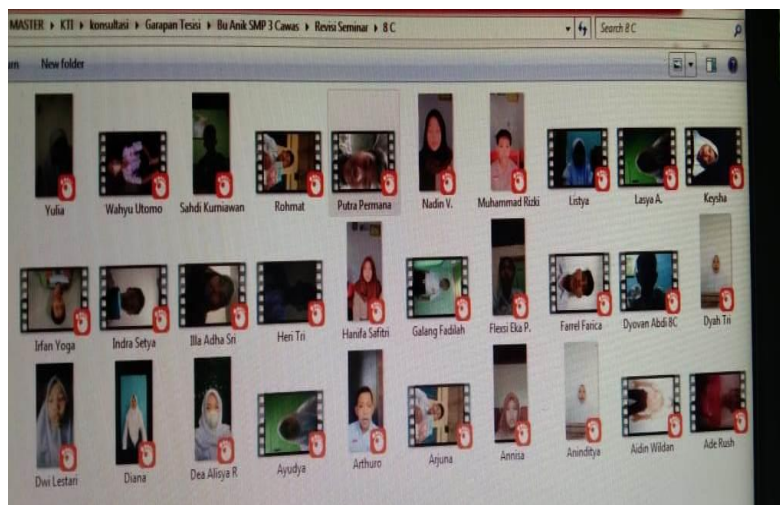 MASTER ▸ KTI ▸ konsultasi ▸ Garapan Tesisi ▸ Bu Anik SMP 3 Cawas ▸ Revisi Seminar ▸ 8 C
Search 8 C
New folder
Yulia
Wahyu Utomo
Sahdi Kurniawan
Rohmat
Putra Permana
Nadin V.
Muhammad Rizki
Listya
Lasya A.
Keysha
Irfan Yoga
Indra Setya
Illa Adha Sri
Heri Tri
Hanifa Safitri
Galang Fadilah
Flexsi Eka P.
Farrel Farica
Dyovan Abdi 8C
Dyah Tri
Dwi Lestari
Diana
Dea Alisya R
Ayudya
Arthuro
Arjuna
Annisa
Aninditya
Aidin Wildan
Ade Rush